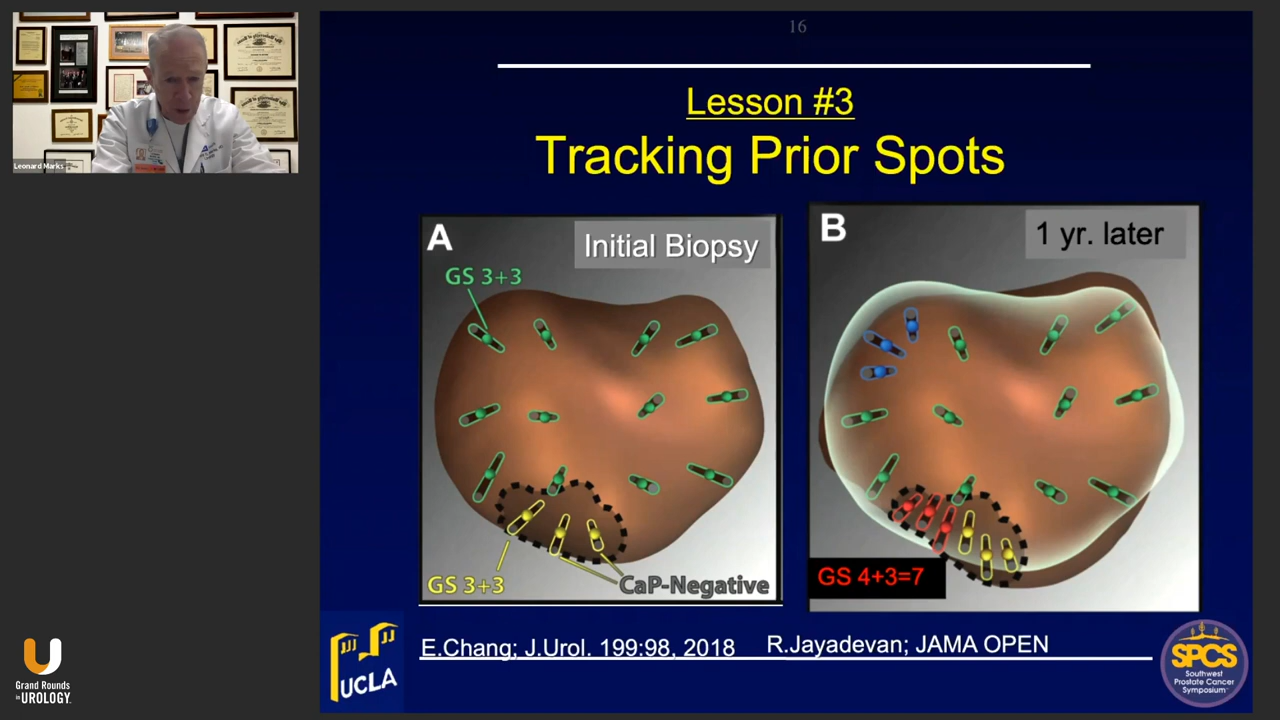 16
Leonard Marks
Lesson #3
Tracking Prior Spots
A
Initial Biopsy
GS 3+3
GS 3+3
CaP-Negative
B
1 yr. later
GS 4+3=7
E.Chang; J.Urol. 199:98, 2018
R.Jayadevan; JAMA OPEN
UCLA
SPCS
Southwest
Prostate Cancer
Symposium
Grand Rounds
in UROLOGY